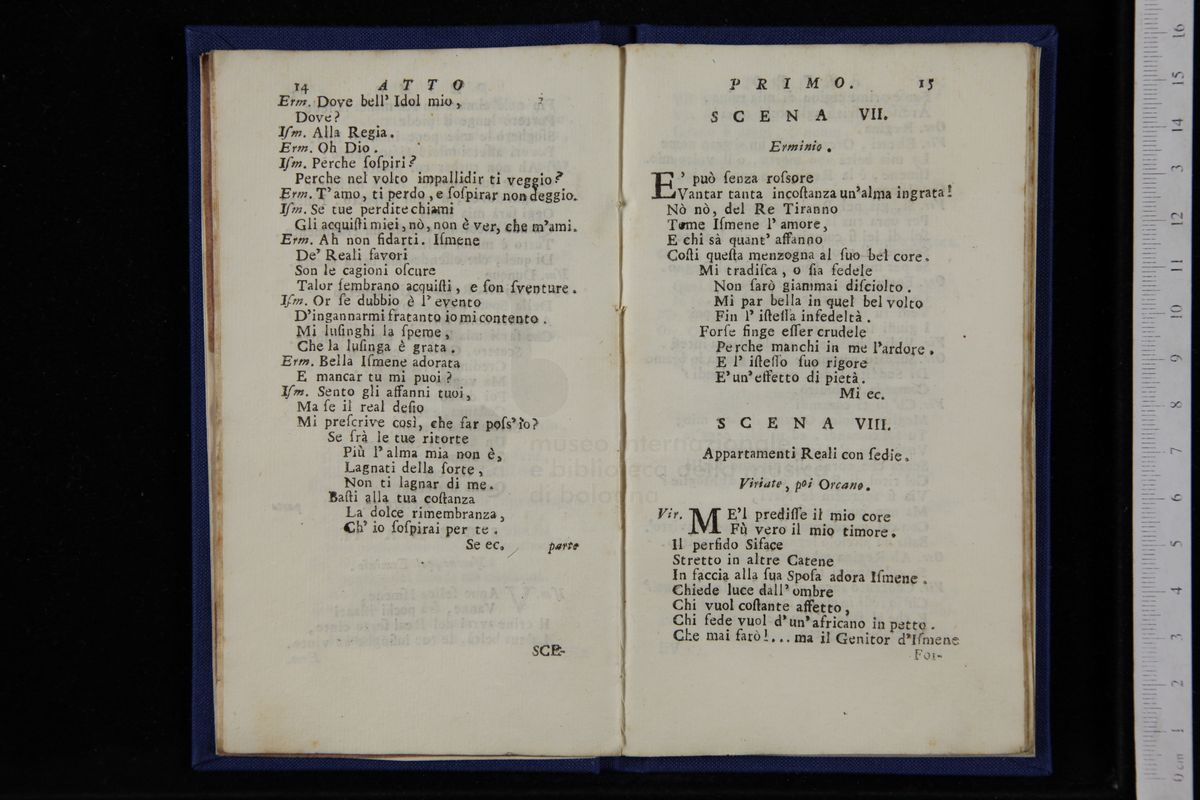 14 ATTO
Erm. Dove bell' Idol mio,
Dove?
Iſm. Alla Regia.
Erm. Oh Dio.
Iſm. Perche ſoſpiri?
Perche nel volto impallidir ti veggio?
Erm. T'amo, ti perdo, e ſoſpirar non deggio.
Iſm. Se tue perdite chiami
Gli acquiſti miei, nò, non è ver, che m'ami.
Erm. Ah non fidarti. Iſmene
De' Reali favori
Son le cagioni oſcure
Talor ſembrano acquiſti, e ſon ſventure.
Iſm. Or ſe dubbio è l' evento
D'ingannarmi fratanto io mi contento.
Mi luſinghi la ſpeme,
Che la luſinga è grata.
Erm. Bella Iſmene adorata
E mancar tu mi puoi?
Iſm. Sento gli affanni tuoi,
Ma ſe il real deſio
Mi preſcrive così, che far poſs' io?
Se frà le tue ritorte
Più l' alma mia non è,
Lagnati della ſorte,
Non ti lagnar di me.
Baſti alla tua coſtanza
La dolce rimembranza,
Ch' io ſoſpirai per te.
Se ec. parte
SCE-
PRIMO. 15
SCENA VII.
Erminio.
E' può ſenza roſsore
Vantar tanta incoſtanza un'alma ingrata!
Nò nò, del Re Tiranno
Teme Iſmene l' amore,
E chi sà quant' affanno
Coſti queſta menzogna al ſuo bel core.
Mi tradiſca, o ſia fedele
Non ſarò giammai diſciolto.
Mi par bella in quel bel volto
Fin l' iſteſſa infedeltà.
Forſe finge eſſer crudele
Perche manchi in me l'ardore,
E l' iſteſſo ſuo rigore
E' un' effetto di pietà.
Mi ec.
SCENA VIII.
Appartamenti Reali con ſedie.
Viriate, poi Orcano.
Vir. ME'l prediſſe il mio core
Fù vero il mio timore.
Il perfido Siface
Stretto in altre Catene
In faccia alla ſua Spoſa adora Iſmene.
Chiede luce dall' ombre
Chi vuol coſtante affetto,
Chi fede vuol d'un' africano in petto.
Che mai farò!... ma il Genitor d'Iſmene
For-
museo internazionale
e biblioteca della musica
di bologna